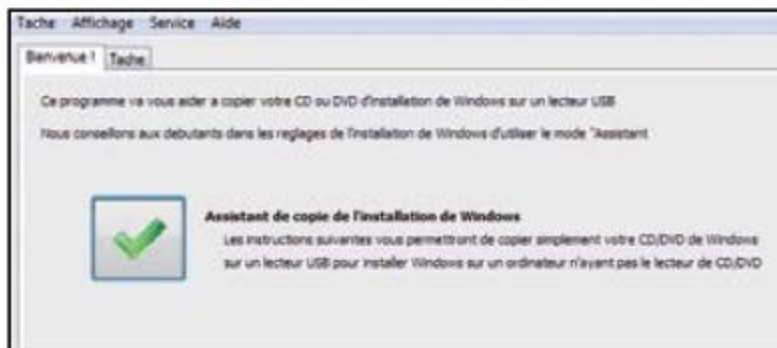 Tache Affichage Service Aide
Bienvenue ! Tache
Ce programme va vous aider a copier votre CD ou DVD d'installation de Windows sur un lecteur USB
Nous conseillons aux debutants dans les reglages de l'installation de Windows d'utiliser le mode "Assistant
Assistant de copie de l'installation de Windows
Les instructions suivantes vous permettront de copier simplement votre CD/DVD de Windows
sur un lecteur USB pour installer Windows sur un ordinateur n'ayant pas le lecteur de CD/DVD